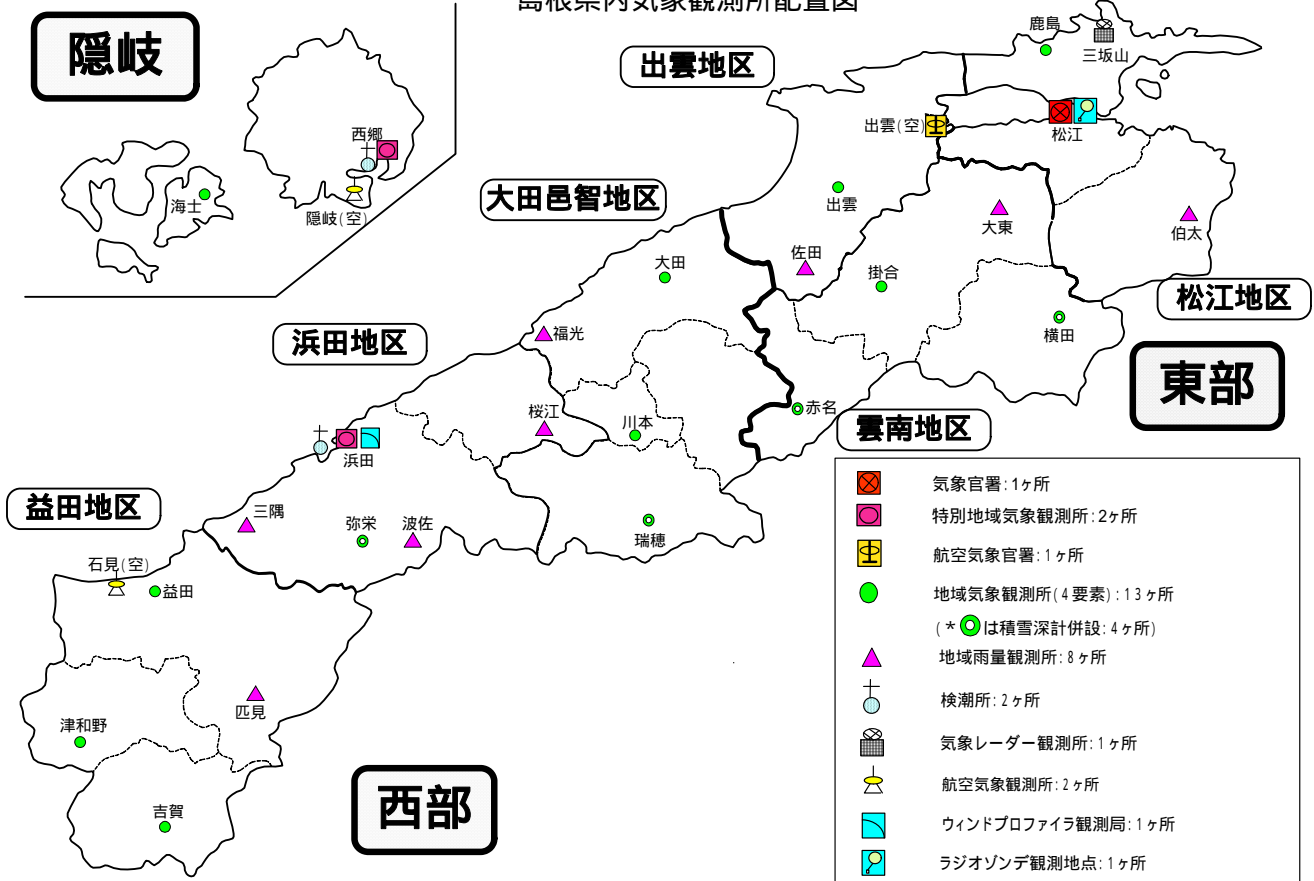 島根県内気象観測所配置図
隠岐
西郷
海士
隠岐(空)
出雲地区
鹿島
三坂山
出雲(空)
松江
大田邑智地区
出雲
大東
伯太
佐田
掛合
大田
松江地区
横田
浜田地区
福光
東部
赤名
桜江
川本
雲南地区
浜田
益田地区
三隅
弥栄
波佐
瑞穂
石見(空)
益田
匹見
津和野
吉賀
西部
気象官署:1ヶ所
特別地域気象観測所:2ヶ所
航空気象官署:1ヶ所
地域気象観測所(4要素):13ヶ所
(*◎は積雪深計併設:4ヶ所)
地域雨量観測所:8ヶ所
検潮所:2ヶ所
気象レーダー観測所:1ヶ所
航空気象観測所:2ヶ所
ウィンドプロファイラ観測局:1ヶ所
ラジオゾンデ観測地点:1ヶ所